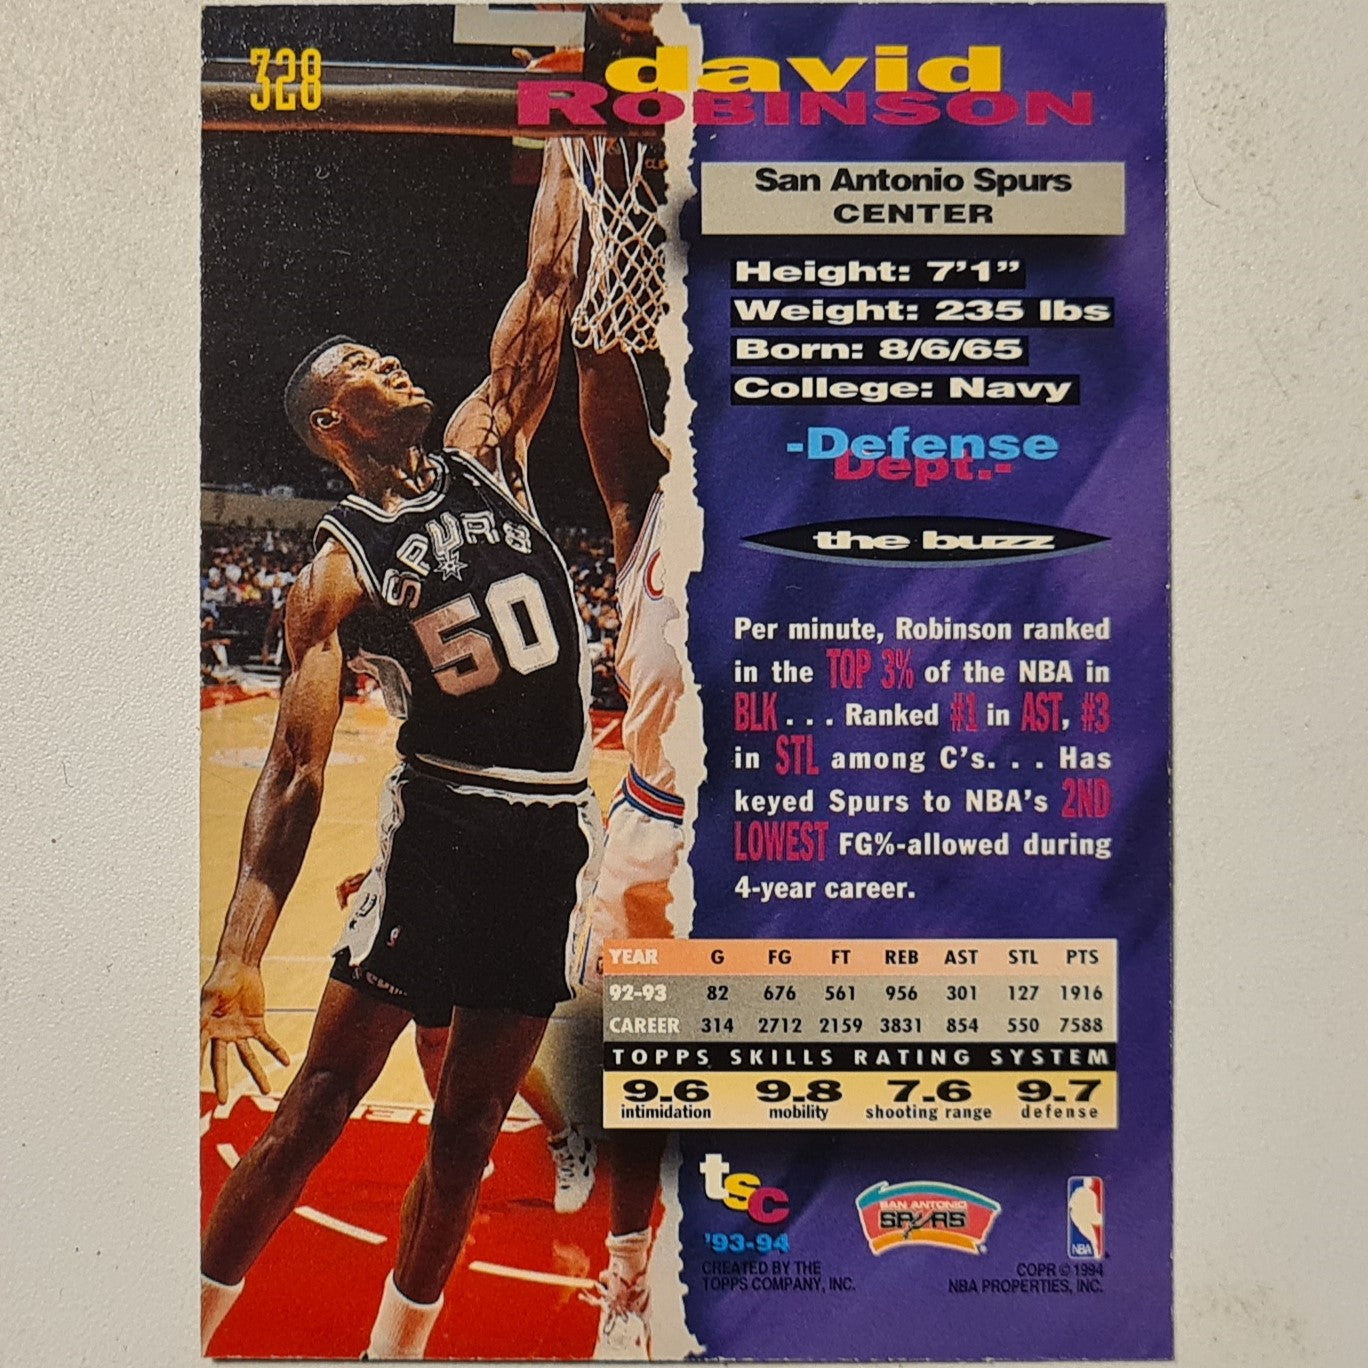 328
david
ROBINSON
San Antonio Spurs
CENTER
Height: 7'1"
Weight: 235 lbs
Born: 8/6/65
College: Navy
-Defense
Dept.-
the buzz
Per minute, Robinson ranked
in the TOP 3% of the NBA in
BLK . . . Ranked #1 in AST, #3
in STL among C's. . . Has
keyed Spurs to NBA's 2ND
LOWEST FG%-allowed during
4-year career.
SPURS
50
YEAR G FG FT REB AST STL PTS
92-93 82 676 561 956 301 127 1916
CAREER 314 2712 2159 3831 854 550 7588
TOPPS SKILLS RATING SYSTEM
9.6 9.8 7.6 9.7
intimidation mobility shooting range defense
tsc
'93-94
CREATED BY THE
TOPPS COMPANY, INC.
SAN ANTONIO
SPURS
NBA
COPR © 1994
NBA PROPERTIES, INC.